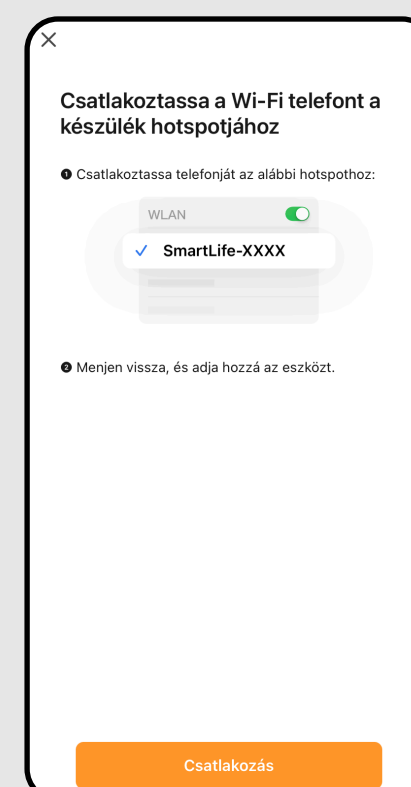 Csatlakoztassa a Wi-Fi telefont a
készülék hotspotjához
❶ Csatlakoztassa telefonját az alábbi hotspothoz:
WLAN
SmartLife-XXXX
❷ Menjen vissza, és adja hozzá az eszközt.
Csatlakozás